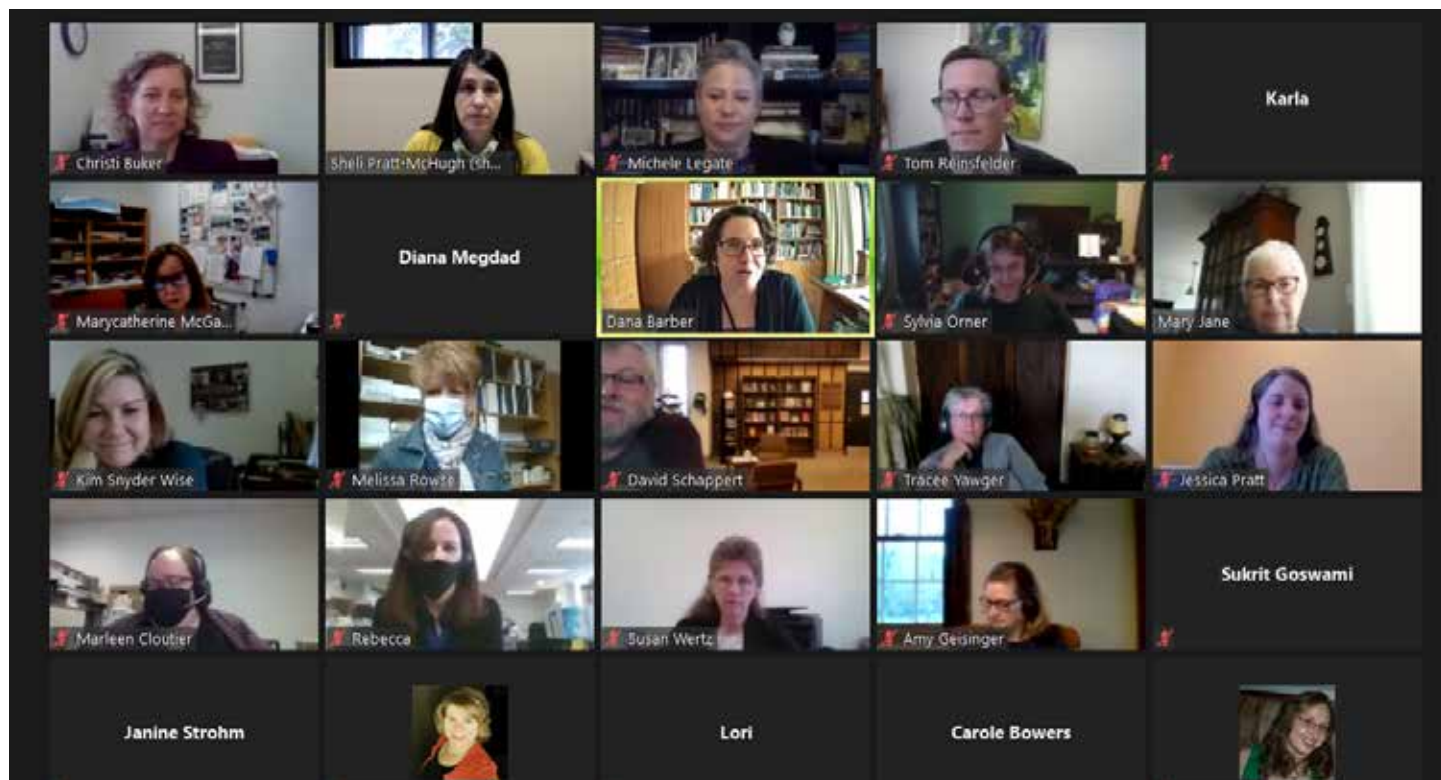 Karla
Christi Buker
Sheli Pratt-McHugh (sh...
Michele Legate
Tom Reinsfelder
Diana Megdad
Marycatherine McGa...
Dana Barber
Sylvia Orner
Mary Jane
Kim Snyder Wise
Melissa Rowse
David Schappert
Tracee Yawger
Jessica Pratt
Sukrit Goswami
Marleen Cloutier
Rebecca
Susan Wertz
Amy Geisinger
Janine Strohm
Lori
Carole Bowers